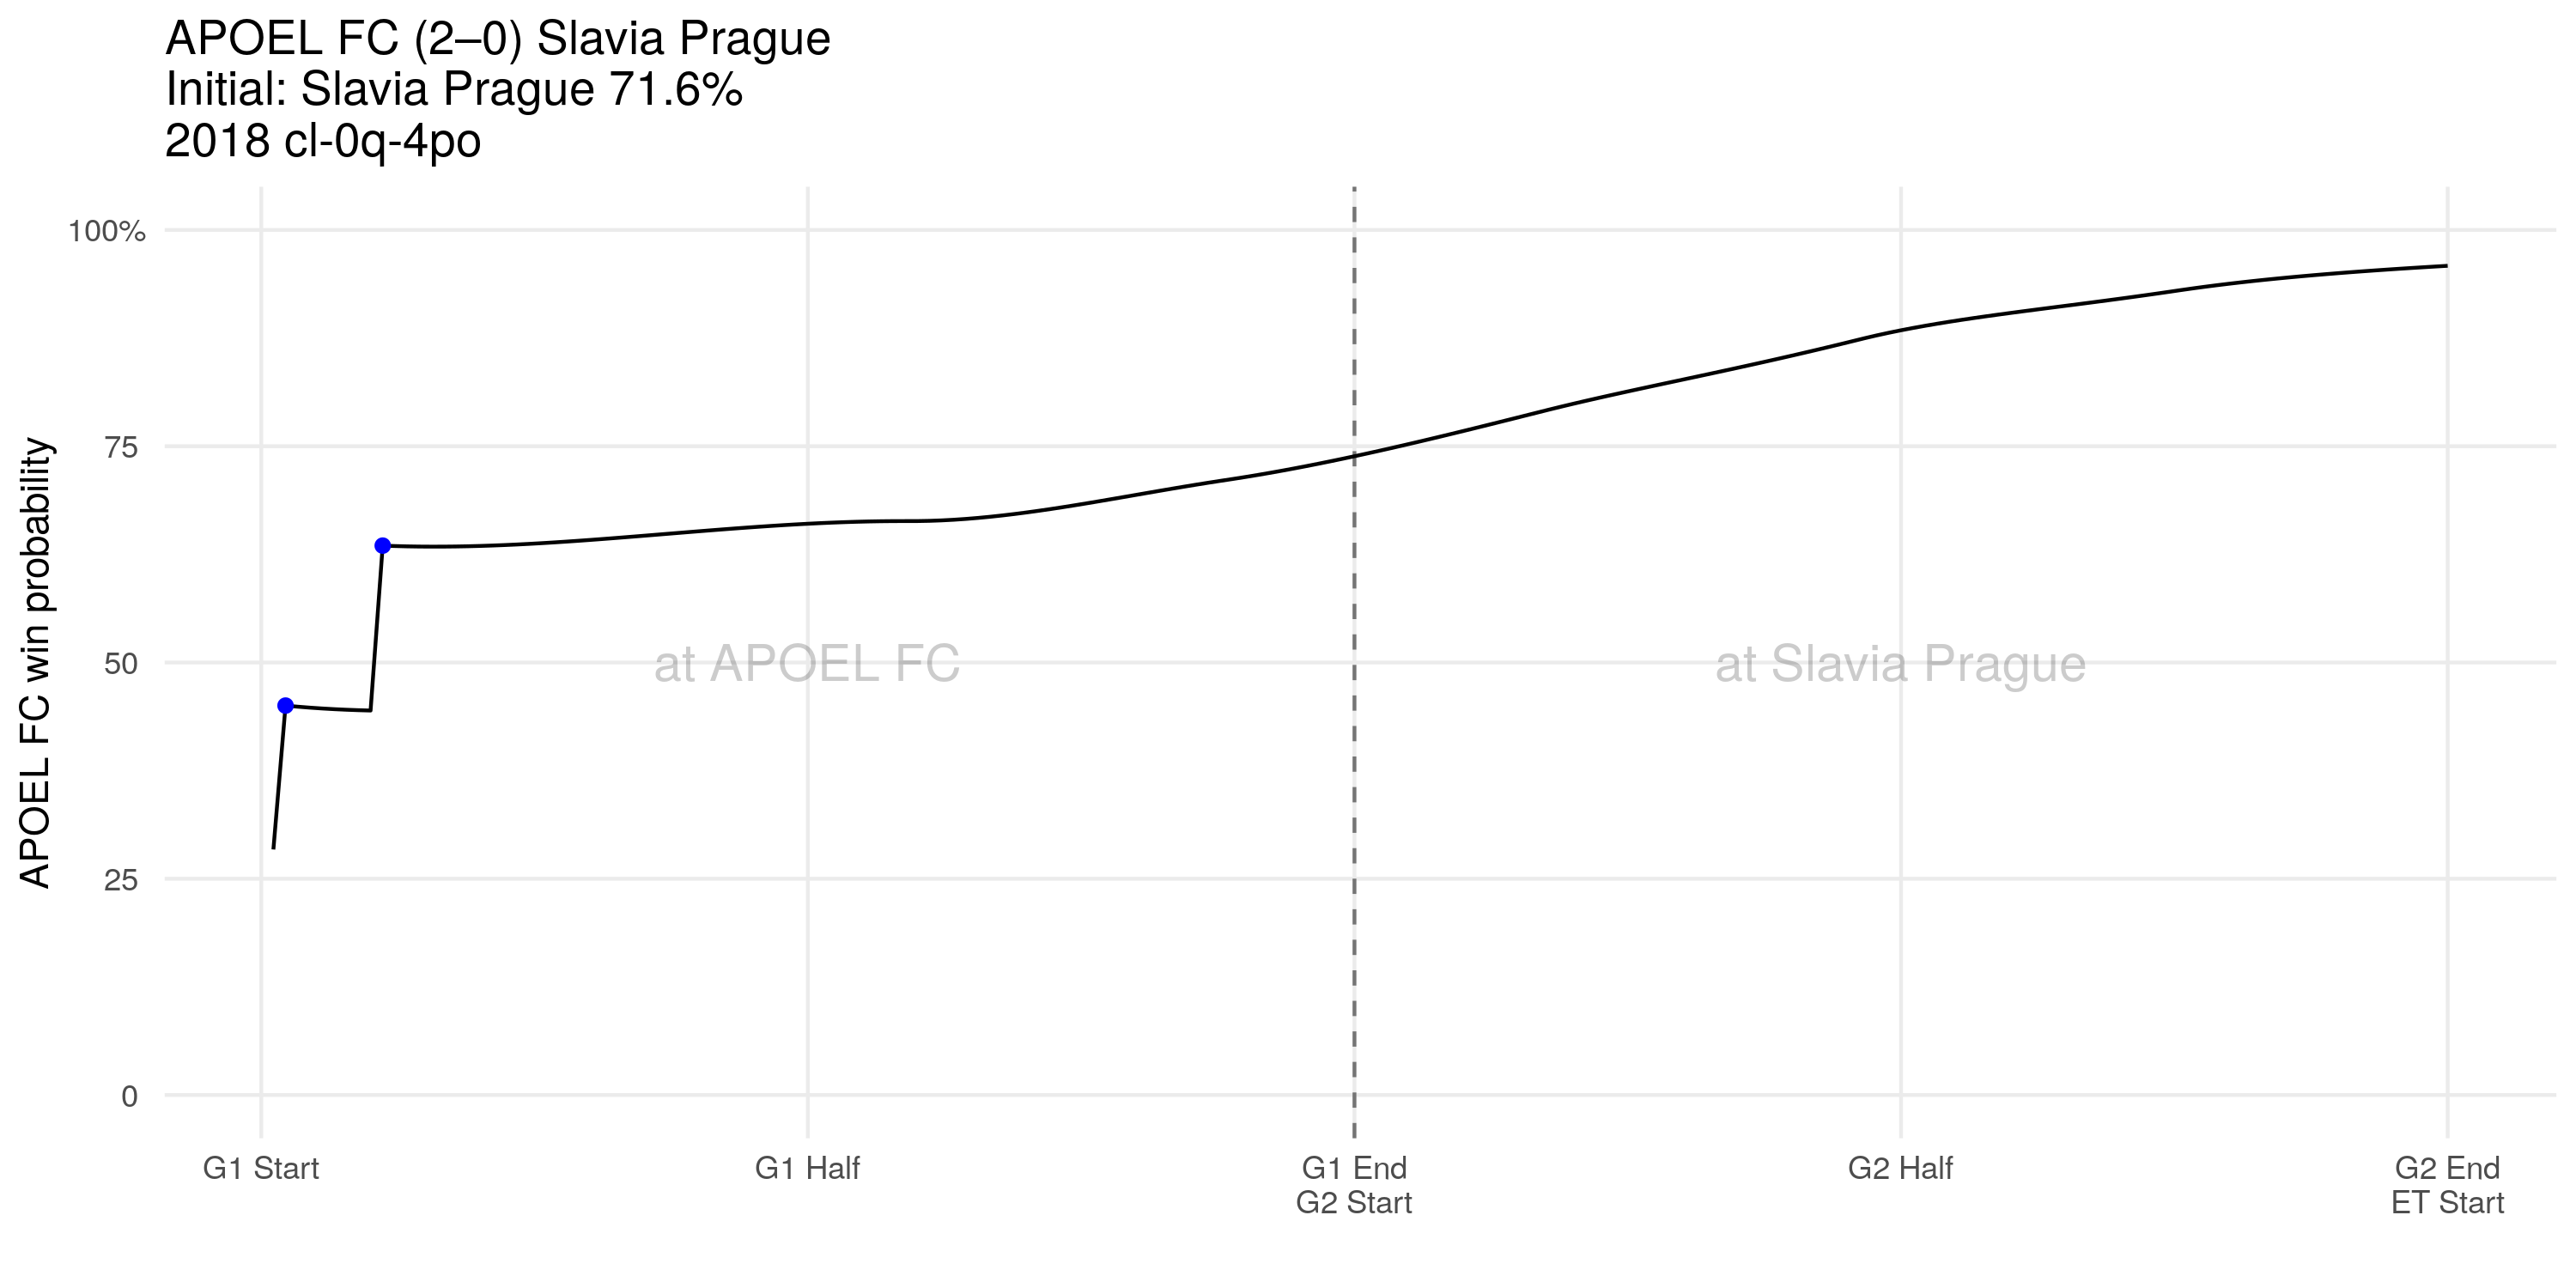 APOEL FC (2–0) Slavia Prague
Initial: Slavia Prague 71.6%
2018 cl-0q-4po
APOEL FC win probability
100%
75
50
25
0
at APOEL FC
at Slavia Prague
G1 Start
G1 Half
G1 End
G2 Start
G2 Half
G2 End
ET Start